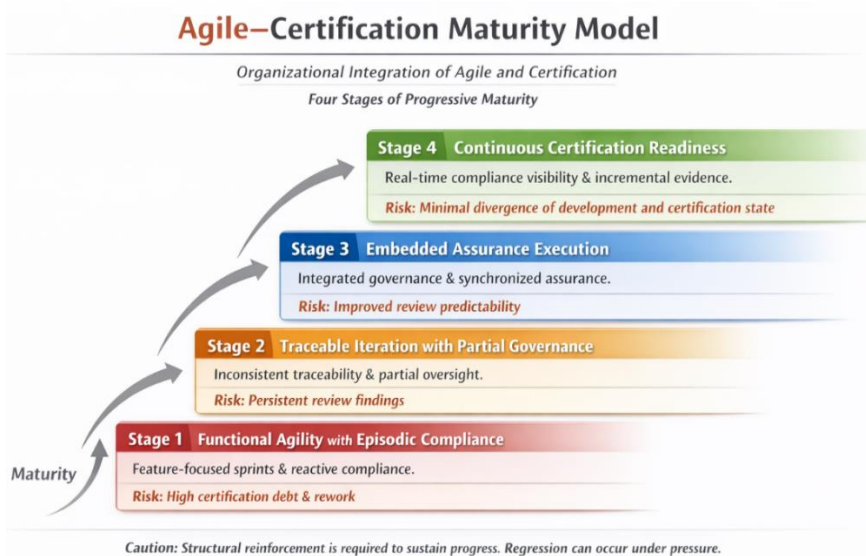 Agile–Certification Maturity Model
Organizational Integration of Agile and Certification
Four Stages of Progressive Maturity
Stage 4 Continuous Certification Readiness
Real-time compliance visibility & incremental evidence.
Risk: Minimal divergence of development and certification state
Stage 3 Embedded Assurance Execution
Integrated governance & synchronized assurance.
Risk: Improved review predictability
Stage 2 Traceable Iteration with Partial Governance
Inconsistent traceability & partial oversight.
Risk: Persistent review findings
Stage 1 Functional Agility with Episodic Compliance
Feature-focused sprints & reactive compliance.
Risk: High certification debt & rework
Maturity
Caution: Structural reinforcement is required to sustain progress. Regression can occur under pressure.